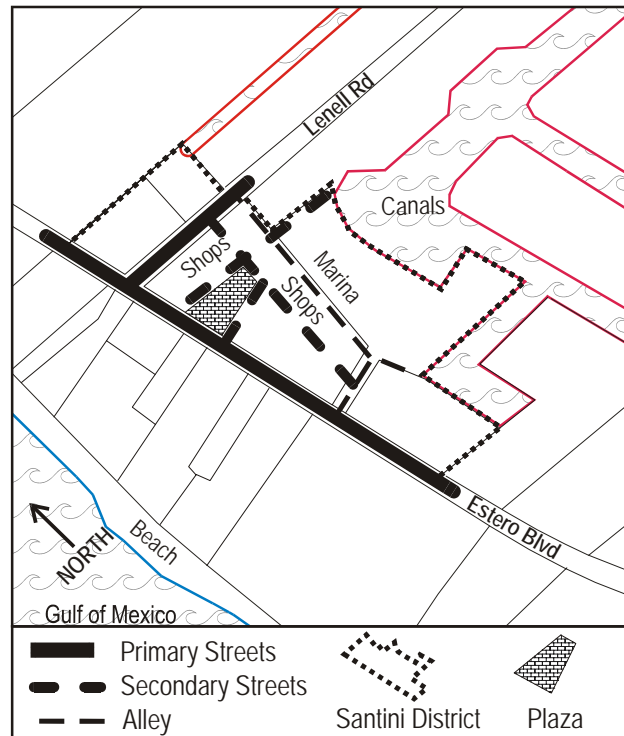 Lenell Rd
Canals
Shops
Marina
Shops
Estero Blvd
Beach
NORTH
Gulf of Mexico
Primary Streets
Secondary Streets
Alley
Santini District
Plaza